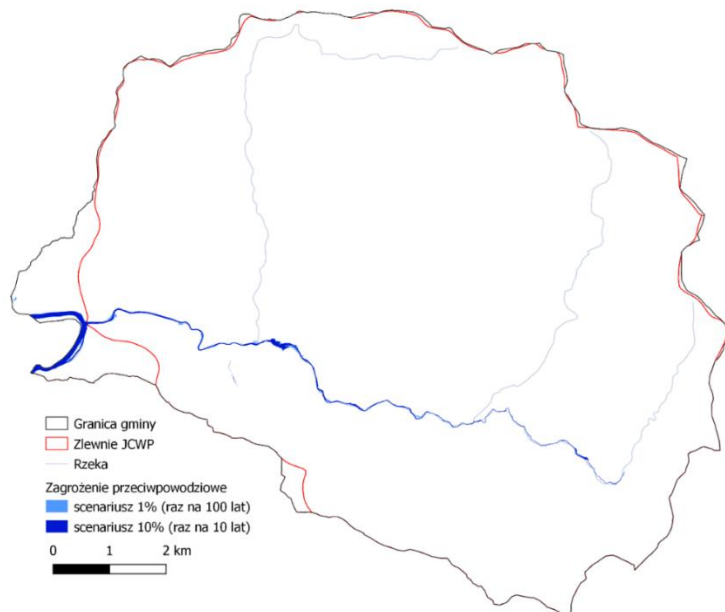 Granica gminy
Zlewnie JCWP
Rzeka
Zagrożenie przeciwpowodziowe
scenariusz 1% (raz na 100 lat)
scenariusz 10% (raz na 10 lat)
0 1 2 km